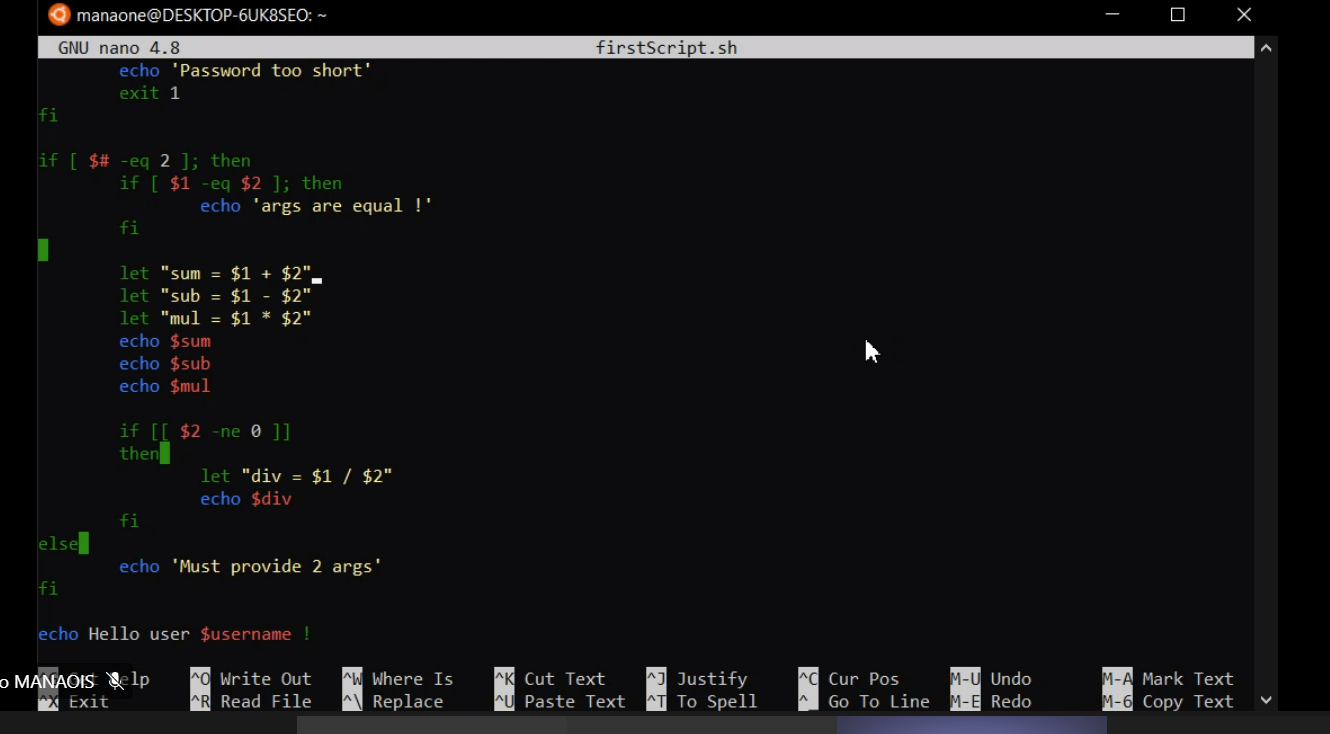 manaone@DESKTOP-6UK8SEO: ~
GNU nano 4.8 firstScript.sh
echo 'Password too short'
exit 1
fi
if [ $# -eq 2 ]; then
if [ $1 -eq $2 ]; then
echo 'args are equal !'
fi
let "sum = $1 + $2"
let "sub = $1 - $2"
let "mul = $1 * $2"
echo $sum
echo $sub
echo $mul
if [[ $2 -ne 0 ]]
then
let "div = $1 / $2"
echo $div
fi
else
echo 'Must provide 2 args'
fi
echo Hello user $username !
o MANAOIS elp ^O Write Out ^W Where Is ^K Cut Text ^J Justify ^C Cur Pos M-U Undo M-A Mark Text
^X Exit ^R Read File ^\ Replace ^U Paste Text ^T To Spell ^_ Go To Line M-E Redo M-6 Copy Text